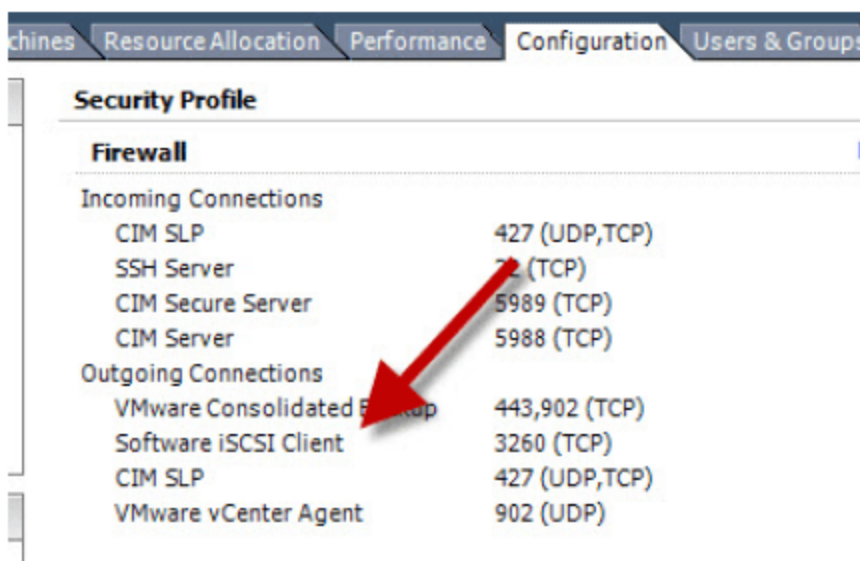 chines Resource Allocation Performance Configuration Users & Groups
Security Profile
Firewall
Incoming Connections
CIM SLP 427 (UDP,TCP)
SSH Server (TCP)
CIM Secure Server 5989 (TCP)
CIM Server 5988 (TCP)
Outgoing Connections
VMware Consolidated 443,902 (TCP)
Software iSCSI Client 3260 (TCP)
CIM SLP 427 (UDP,TCP)
VMware vCenter Agent 902 (UDP)